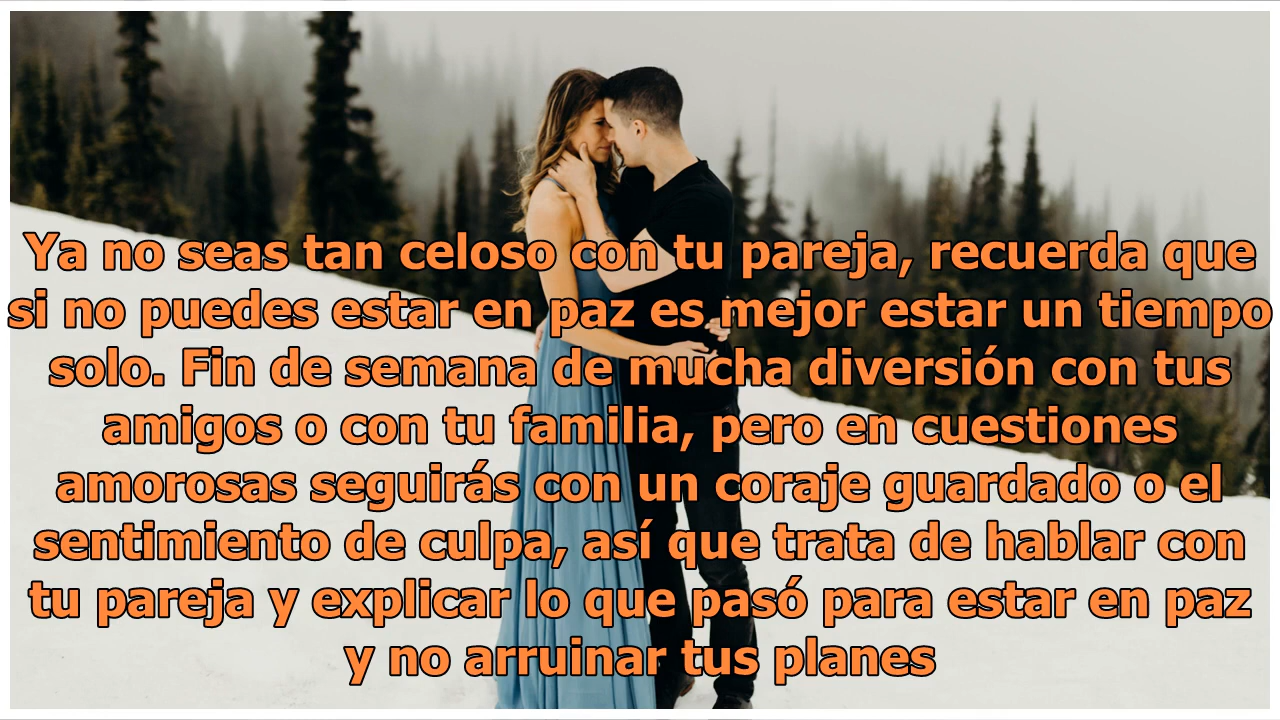 Ya no seas tan celoso con tu pareja, recuerda que
si no puedes estar en paz es mejor estar un tiempo
solo. Fin de semana de mucha diversión con tus
amigos o con tu familia, pero en cuestiones
amorosas seguirás con un coraje guardado o el
sentimiento de culpa, así que trata de hablar con
tu pareja y explicar lo que pasó para estar en paz
y no arruinar tus planes